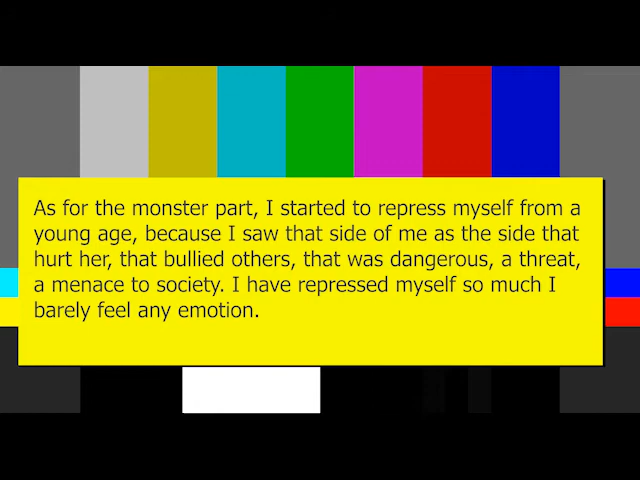 As for the monster part, I started to repress myself from a
young age, because I saw that side of me as the side that
hurt her, that bullied others, that was dangerous, a threat,
a menace to society. I have repressed myself so much I
barely feel any emotion.